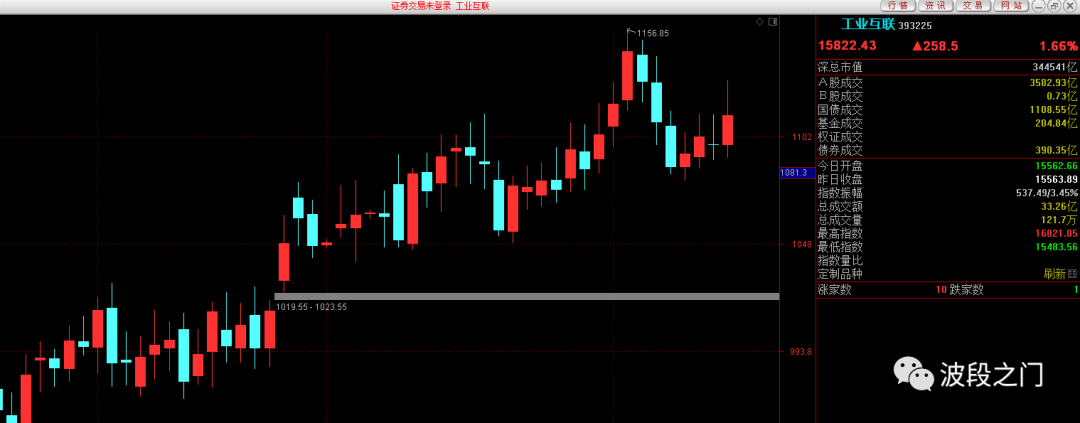 证券交易未登录 工业互联
行情 资讯 交易 网站
工业互联 393225
15822.43 ▲258.5 1.66%
深总市值 344541亿
A股成交 3582.93亿
B股成交 0.73亿
国债成交 1108.55亿
基金成交 204.84亿
权证成交
债券成交 390.35亿
今日开盘 15562.66
昨日收盘 15563.89
指数振幅 537.49/3.45%
总成交额 33.26亿
总成交量 121.7万
最高指数 16021.05
最低指数 15483.56
指数量比
定制品种 刷新
涨家数 10 跌家数 1
1156.85
1102
1081.3
1048
1019.55 - 1023.55
993.8
波段之门